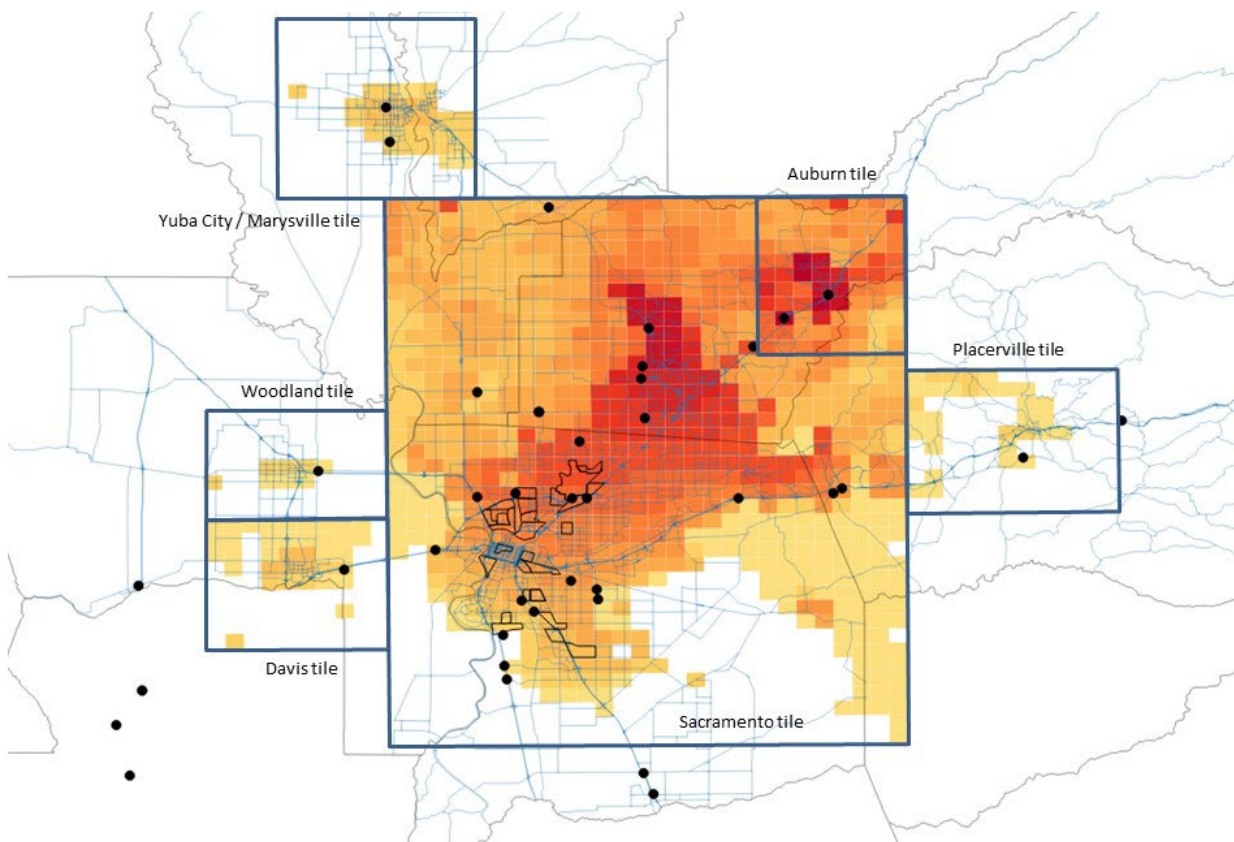 Auburn tile
Yuba City / Marysville tile
Placerville tile
Woodland tile
Davis tile
Sacramento tile